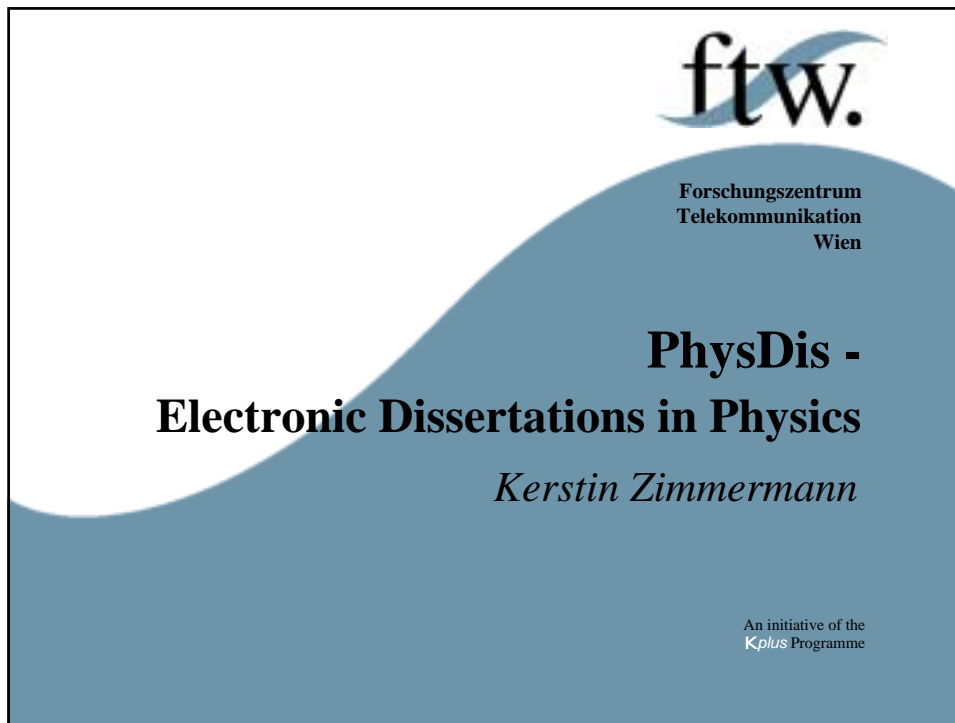 ftw.
Forschungszentrum
Telekommunikation
Wien
PhysDis -
Electronic Dissertations in Physics
Kerstin Zimmermann
An initiative of the
Kplus Programme